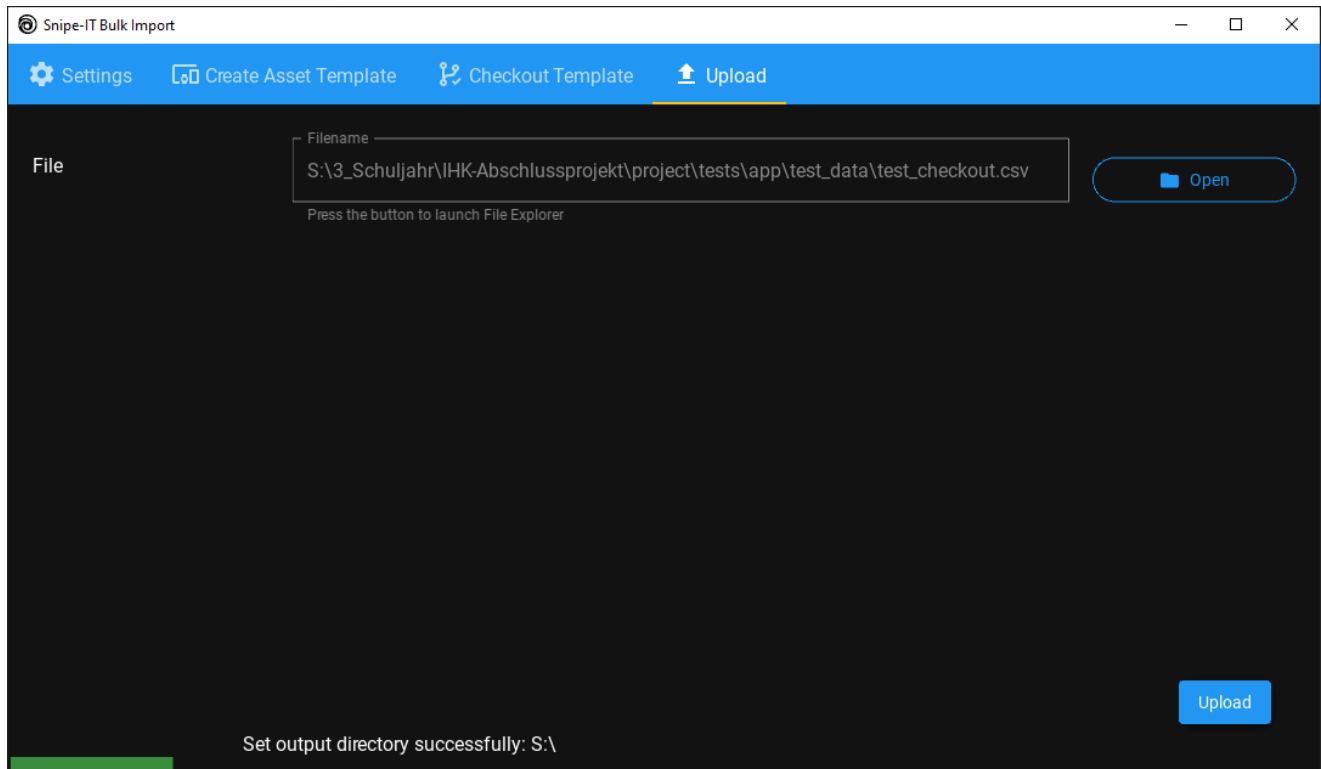 Snipe-IT Bulk Import
Settings Create Asset Template Checkout Template Upload
Filename
File S:\3_Schuljahr\IHK-Abschlussprojekt\project\tests\app\test_data\test_checkout.csv Open
Press the button to launch File Explorer
Upload
Set output directory successfully: S:\